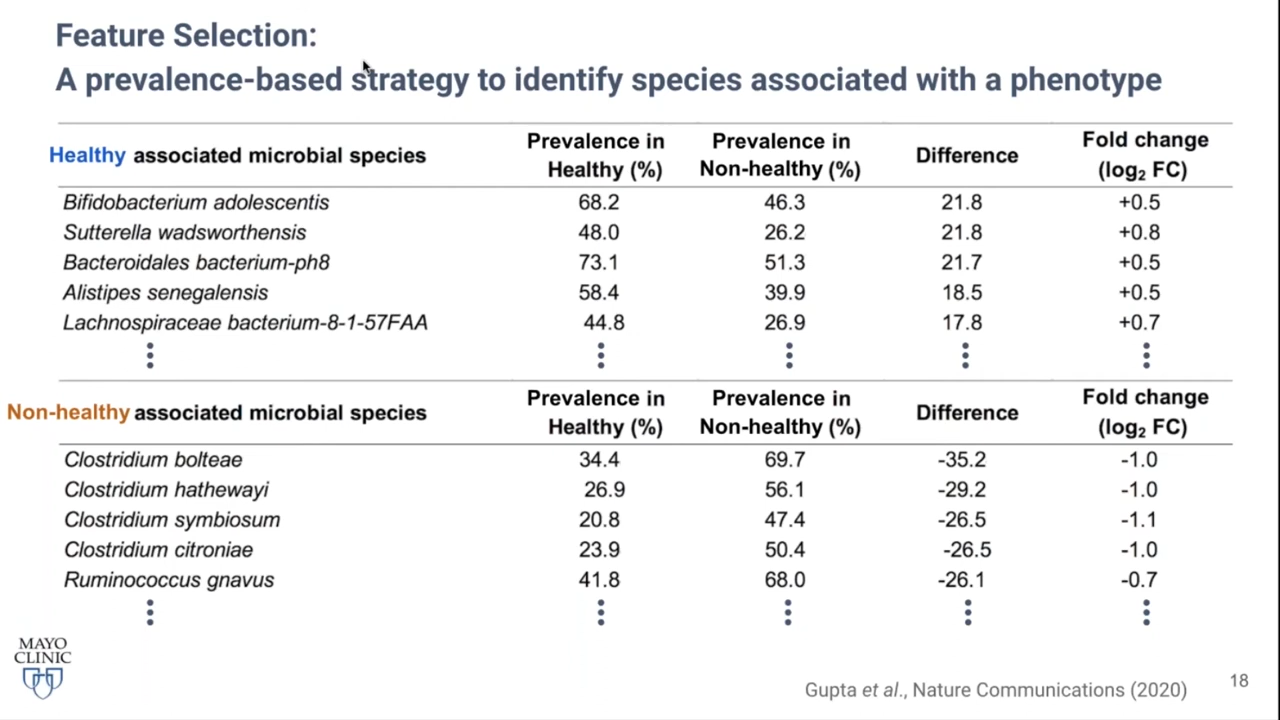 Feature Selection:
A prevalence-based strategy to identify species associated with a phenotype
Healthy associated microbial species Prevalence in Healthy (%) Prevalence in Non-healthy (%) Difference Fold change (log₂ FC)
Bifidobacterium adolescentis 68.2 46.3 21.8 +0.5
Sutterella wadsworthensis 48.0 26.2 21.8 +0.8
Bacteroidales bacterium-ph8 73.1 51.3 21.7 +0.5
Alistipes senegalensis 58.4 39.9 18.5 +0.5
Lachnospiraceae bacterium-8-1-57FAA 44.8 26.9 17.8 +0.7
Non-healthy associated microbial species Prevalence in Healthy (%) Prevalence in Non-healthy (%) Difference Fold change (log₂ FC)
Clostridium bolteae 34.4 69.7 -35.2 -1.0
Clostridium hathewayi 26.9 56.1 -29.2 -1.0
Clostridium symbiosum 20.8 47.4 -26.5 -1.1
Clostridium citroniae 23.9 50.4 -26.5 -1.0
Ruminococcus gnavus 41.8 68.0 -26.1 -0.7
MAYO
CLINIC
Gupta et al., Nature Communications (2020)
18